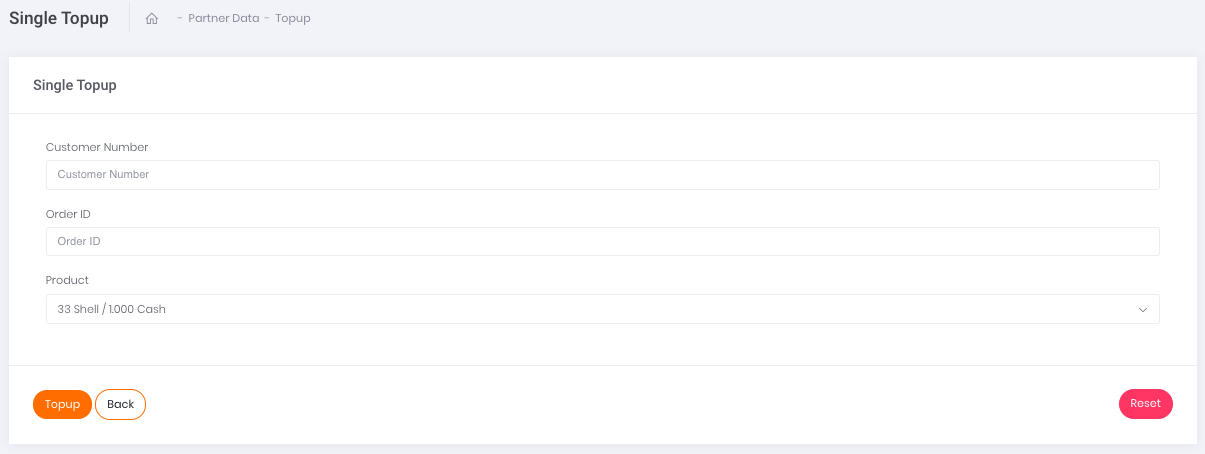 Single Topup - Partner Data - Topup
Single Topup
Customer Number
Customer Number
Order ID
Order ID
Product
33 Shell / 1.000 Cash
Topup Back Reset